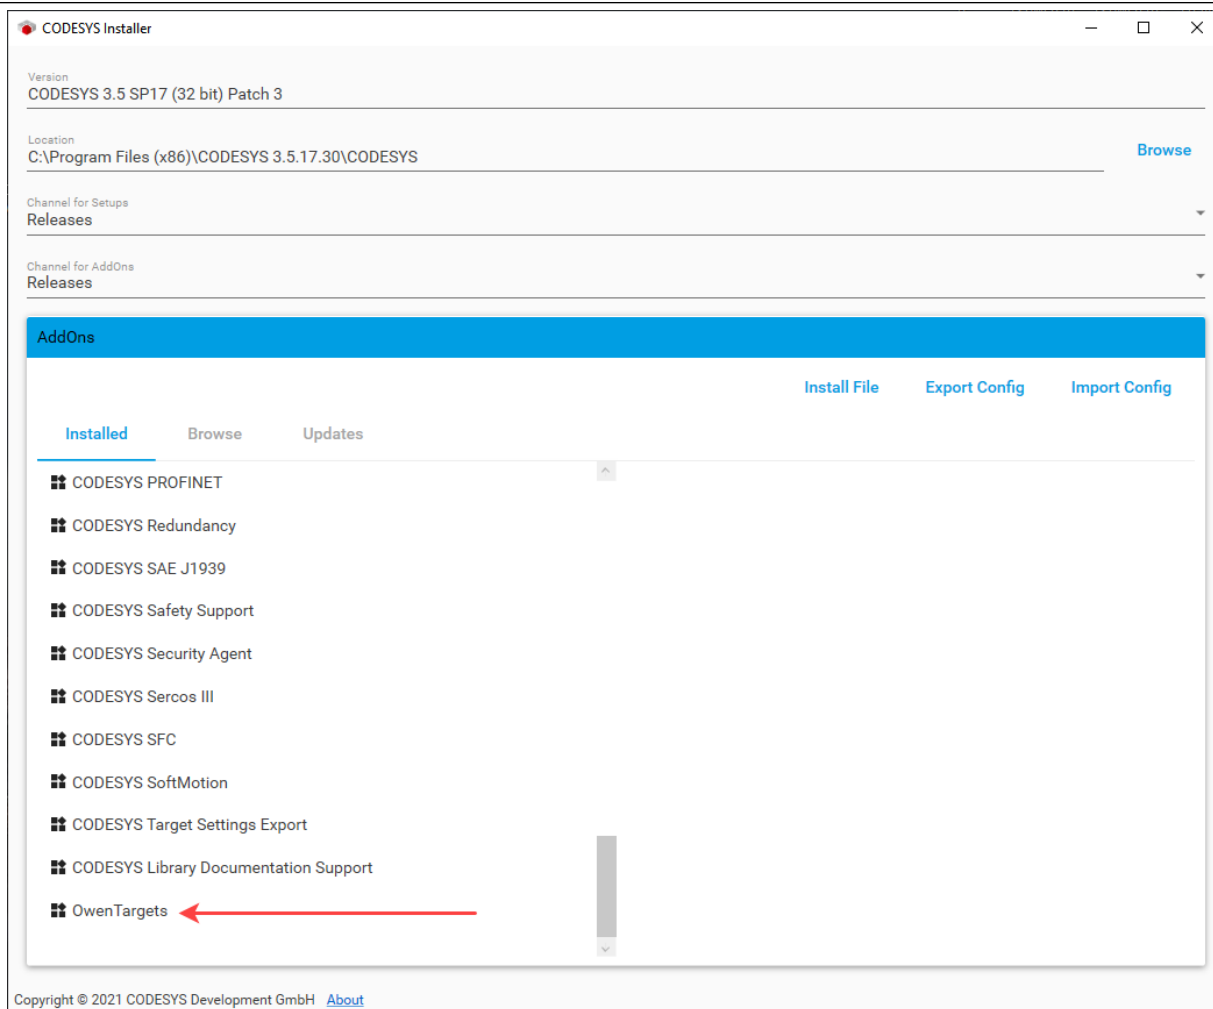 CODESYS Installer
Version
CODESYS 3.5 SP17 (32 bit) Patch 3
Location
C:\Program Files (x86)\CODESYS 3.5.17.30\CODESYS
Browse
Channel for Setups
Releases
Channel for AddOns
Releases
AddOns
Install File Export Config Import Config
Installed Browse Updates
CODESYS PROFINET
CODESYS Redundancy
CODESYS SAE J1939
CODESYS Safety Support
CODESYS Security Agent
CODESYS Sercos III
CODESYS SFC
CODESYS SoftMotion
CODESYS Target Settings Export
CODESYS Library Documentation Support
OwenTargets
Copyright © 2021 CODESYS Development GmbH About